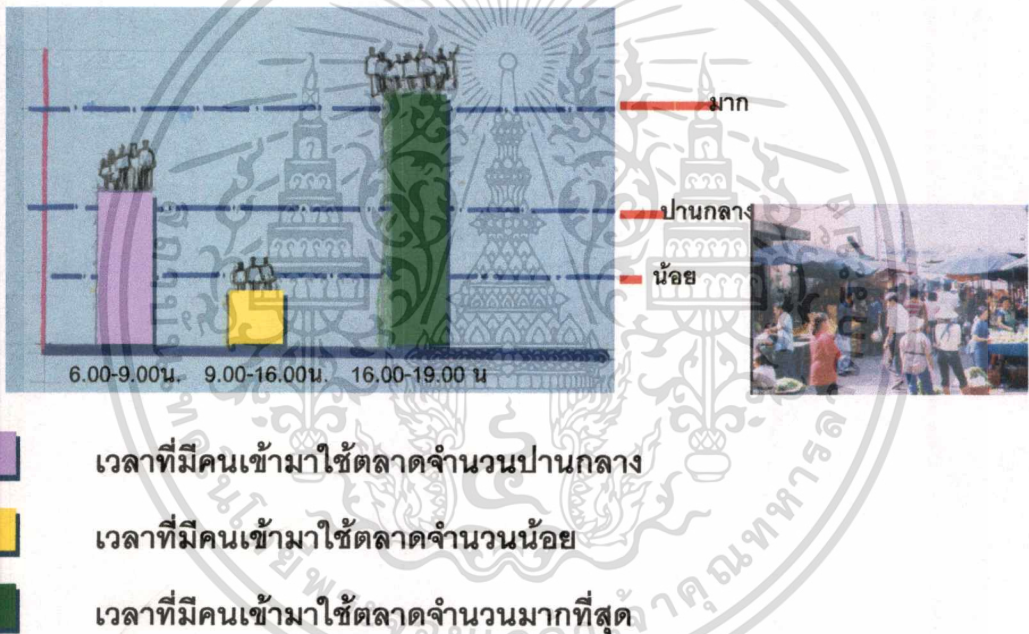 มาก
ปานกลาง
น้อย
6.00-9.00น. 9.00-16.00น. 16.00-19.00 น
เวลาที่มีคนเข้ามาใช้ตลาดจำนวนปานกลาง
เวลาที่มีคนเข้ามาใช้ตลาดจำนวนน้อย
เวลาที่มีคนเข้ามาใช้ตลาดจำนวนมากที่สุด